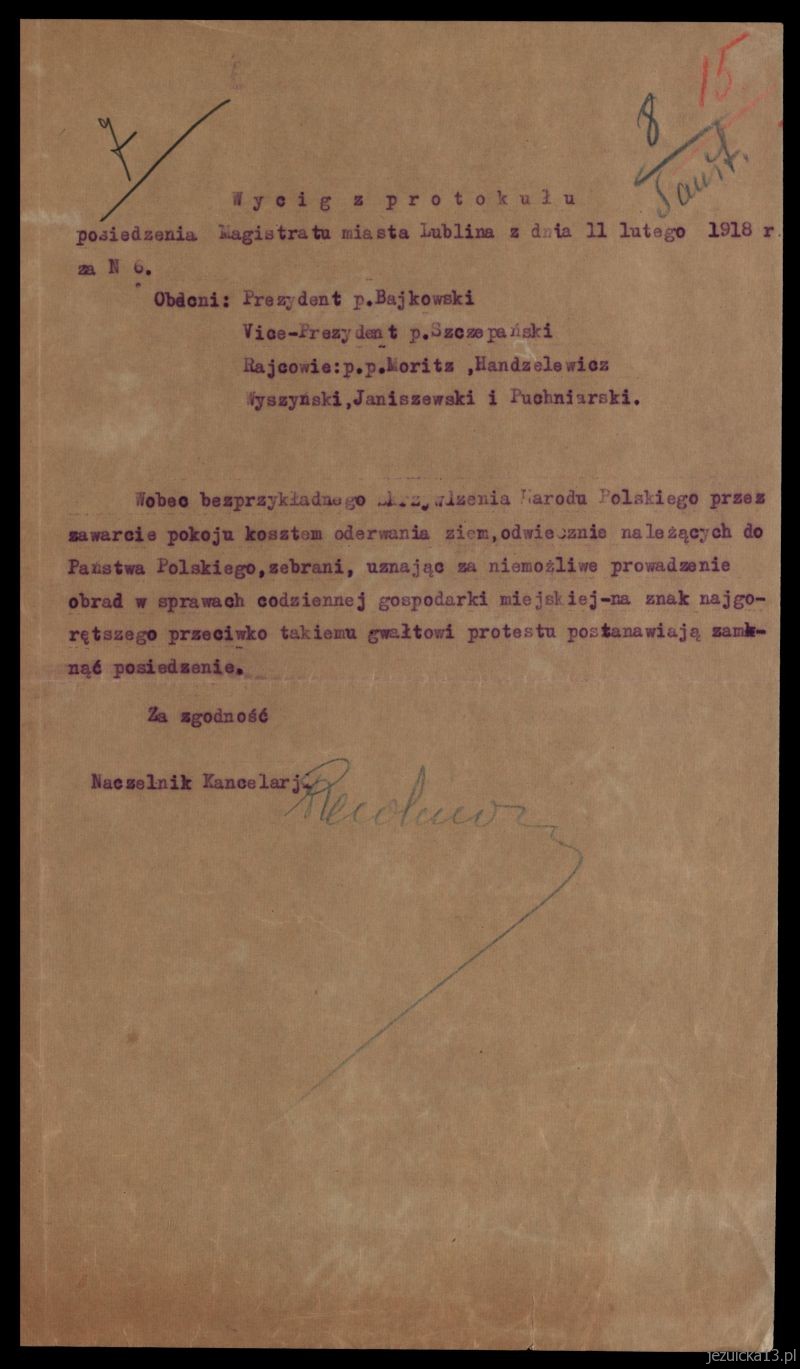 7
8
15
W y c i g z p r o t o k u ł u
posiedzenia Magistratu miasta Lublina z dnia 11 lutego 1918 r.
za N 6.
Obdcni: Prezydent p.Bajkowski
Vice-Prezydent p.Szczepański
Rajcowie:p.p.Moritz ,Handzelewicz
Wyszyński,Janiszewski i Puchniarski.
Wobec bezprzykładnego Narodu Polskiego przez
zawarcie pokoju kosztem oderwania ziem,odwiecznie należących do
Państwa Polskiego,zebrani, uznając za niemożliwe prowadzenie
obrad w sprawach codziennej gospodarki miejskiej-na znak najgo-
rętszego przeciwko takiemu gwałtowi protestu postanawiają zamk-
nąć posiedzenie.
Za zgodność
Naczelnik Kancelarji
jezuicka13.pl